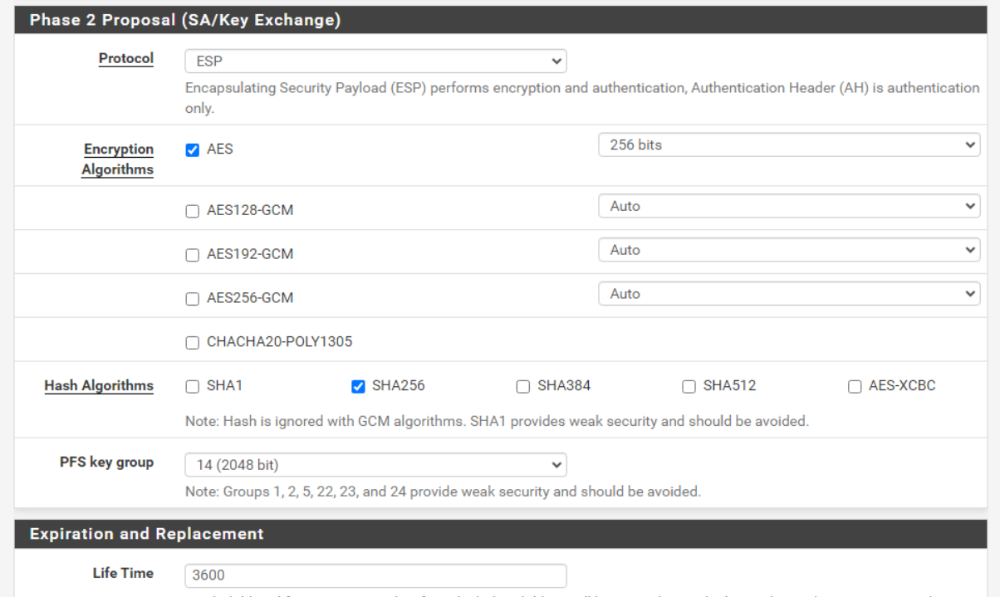 Phase 2 Proposal (SA/Key Exchange)
Protocol
ESP
Encapsulating Security Payload (ESP) performs encryption and authentication, Authentication Header (AH) is authentication
only.
Encryption
Algorithms
AES
256 bits
AES128-GCM
Auto
AES192-GCM
Auto
AES256-GCM
Auto
CHACHA20-POLY1305
Hash Algorithms
SHA1
SHA256
SHA384
SHA512
AES-XCBC
Note: Hash is ignored with GCM algorithms. SHA1 provides weak security and should be avoided.
PFS key group
14 (2048 bit)
Note: Groups 1, 2, 5, 22, 23, and 24 provide weak security and should be avoided.
Expiration and Replacement
Life Time
3600